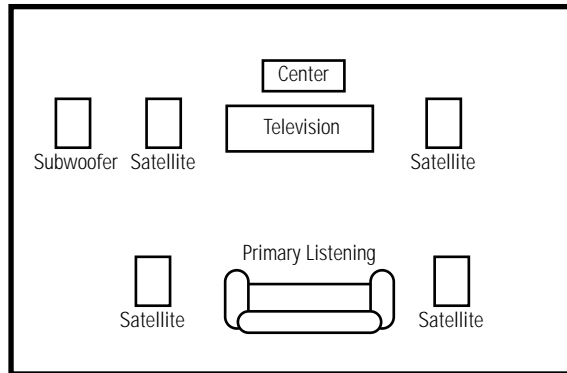 Center
Television
Subwoofer
Satellite
Satellite
Primary Listening
Satellite
Satellite